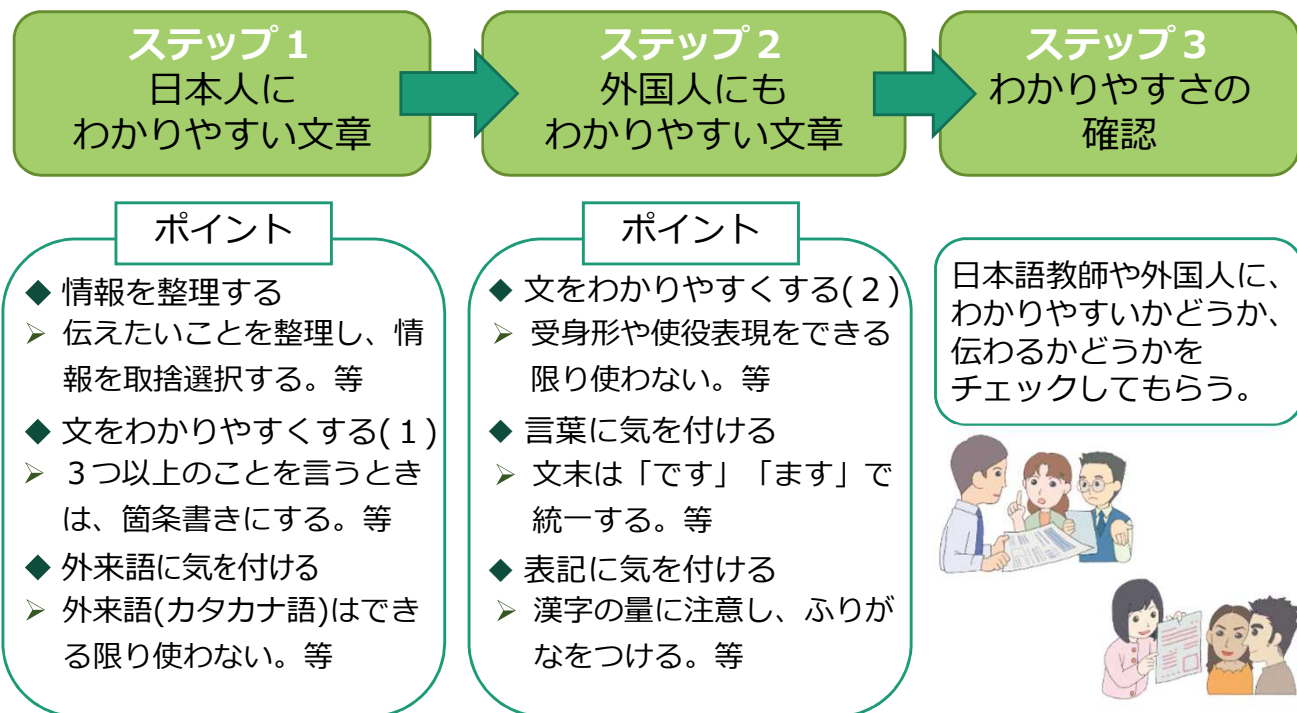 ステップ１
日本人に
わかりやすい文章
ステップ２
外国人にも
わかりやすい文章
ステップ３
わかりやすさの
確認
ポイント
◆ 情報を整理する
➢ 伝えたいことを整理し、情
報を取捨選択する。等
◆ 文をわかりやすくする(１)
➢ ３つ以上のことを言うとき
は、箇条書きにする。等
◆ 外来語に気を付ける
➢ 外来語(カタカナ語)はでき
る限り使わない。等
ポイント
◆ 文をわかりやすくする(２)
➢ 受身形や使役表現をできる
限り使わない。等
◆ 言葉に気を付ける
➢ 文末は「です」「ます」で
統一する。等
◆ 表記に気を付ける
➢ 漢字の量に注意し、ふりが
なをつける。等
日本語教師や外国人に、
わかりやすいかどうか、
伝わるかどうかを
チェックしてもらう。